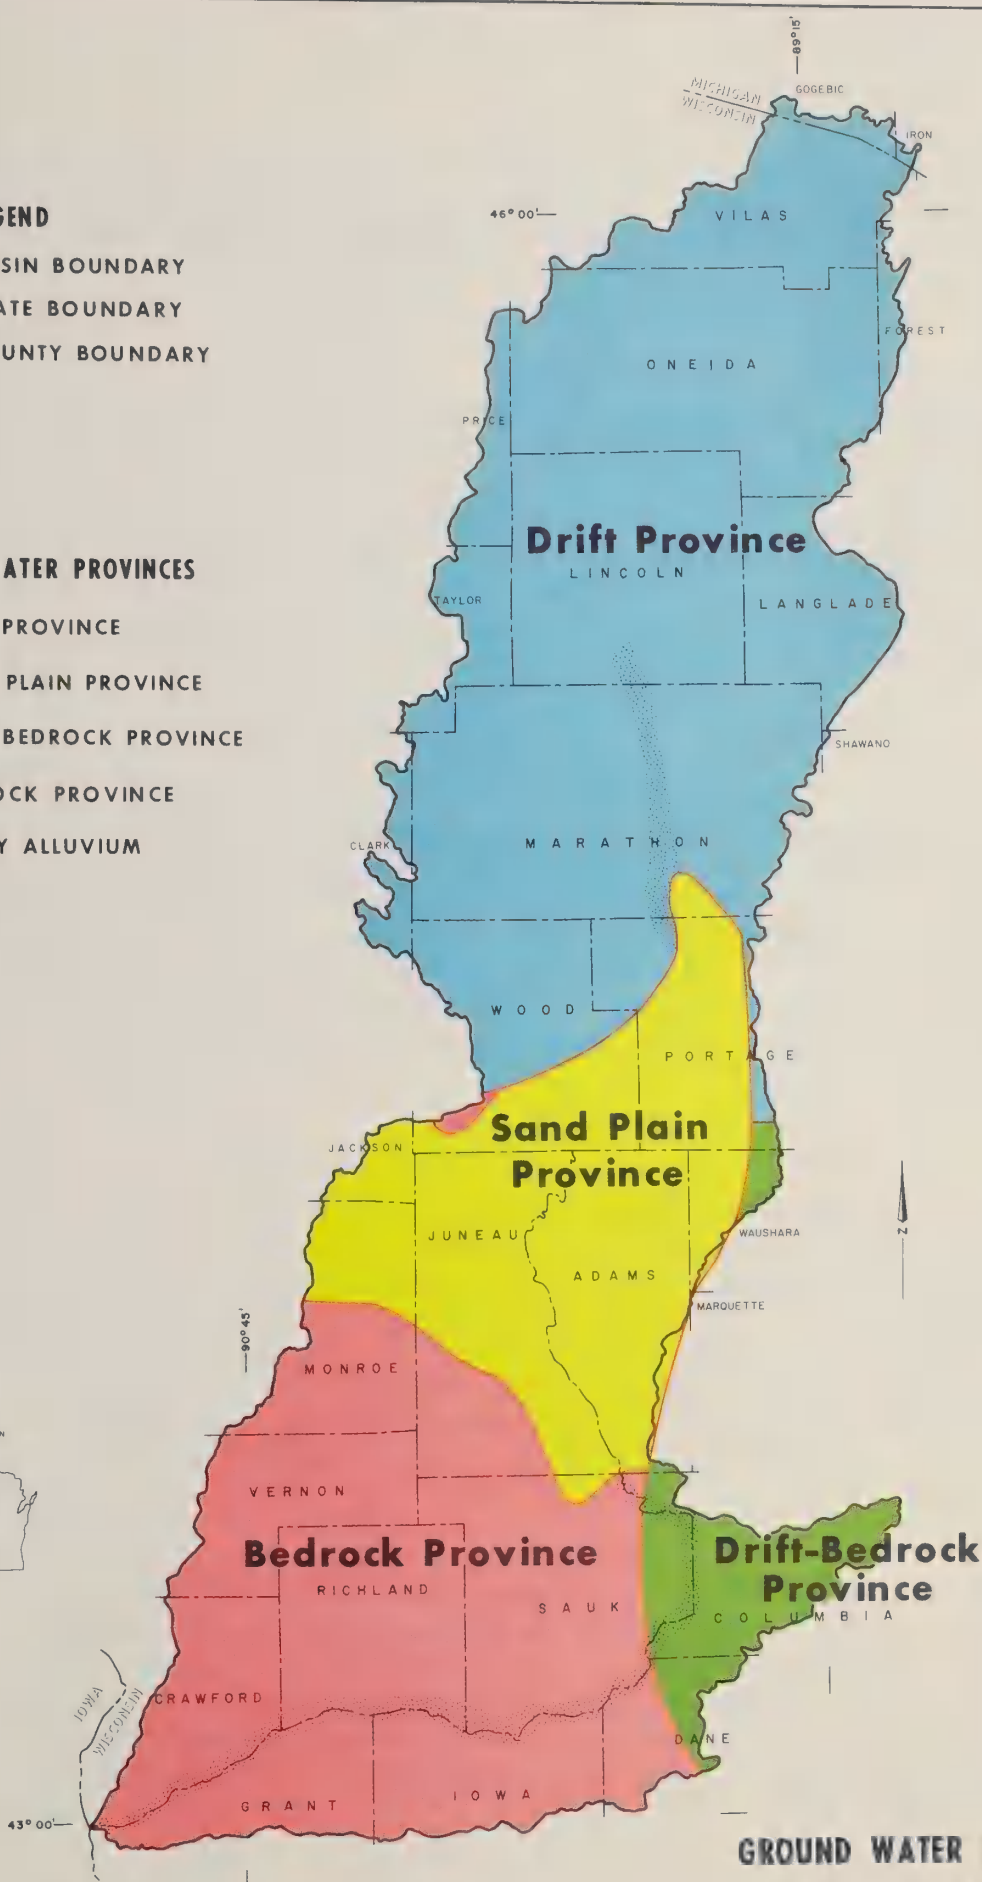 89°15'
MICHIGAN
WISCONSIN
GOGEBIC
IRON
GEND
SIN BOUNDARY
ATE BOUNDARY
UNTY BOUNDARY
46°00'
VILAS
FOREST
ONEIDA
PRICE
Drift Province
LINCOLN
LANGLADE
TAYLOR
ATER PROVINCES
PROVINCE
PLAIN PROVINCE
BEDROCK PROVINCE
OCK PROVINCE
Y ALLUVIUM
SHAWANO
MARATHON
CLARK
WOOD
PORTAGE
Sand Plain
Province
JACKSON
JUNEAU
ADAMS
WAUSHARA
MARQUETTE
N
90°45'
MONROE
VERNON
N
Bedrock Province
RICHLAND
SAUK
Drift-Bedrock
Province
COLUMBIA
CRAWFORD
IOWA
WISCONSIN
DANE
IOWA
GRANT
43°00'
GROUND WATER